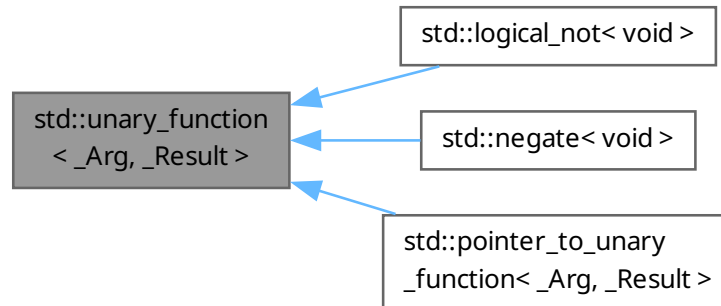 std::logical_not< void >
std::unary_function
< _Arg, _Result >
std::negate< void >
std::pointer_to_unary
_function< _Arg, _Result >